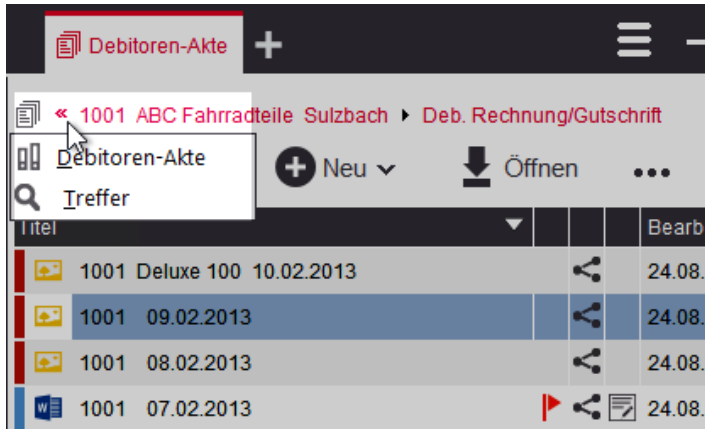 Debitoren-Akte
« 1001 ABC Fahrradteile Sulzbach Deb. Rechnung/Gutschrift
Debitoren-Akte
Treffer
Neu
Öffnen
Titel
Bearb
1001 Deluxe 100 10.02.2013 24.08.
1001 09.02.2013 24.08.
1001 08.02.2013 24.08.
1001 07.02.2013 24.08.